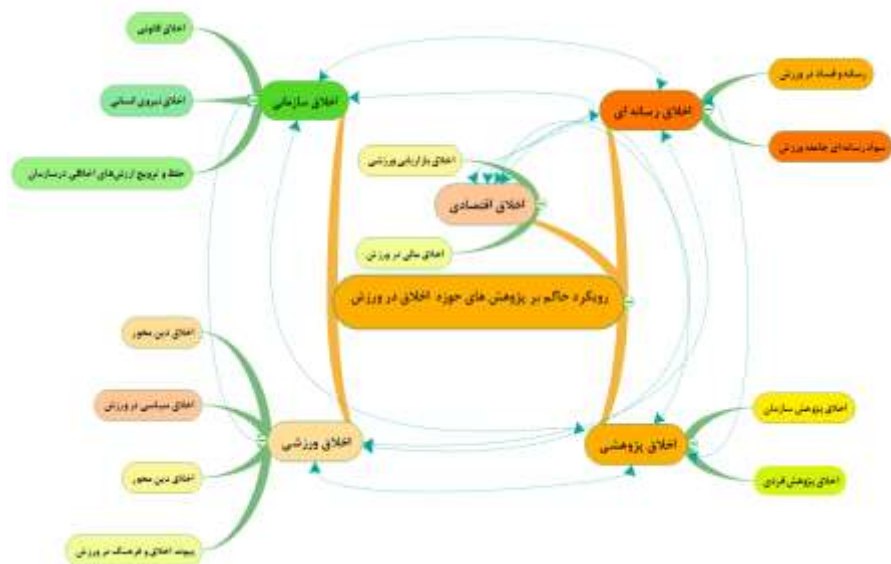 اخلاق قانونی
اخلاق نیروی انسانی
حفظ و ترویج ارزش‌های اخلاقی در سازمان
اخلاق سازمانی
رسانه و فساد در ورزش
سواد رسانه ای جامعه ورزش
اخلاق رسانه ای
اخلاق بازاریابی ورزشی
اخلاق اقتصادی
اخلاق مالی در ورزش
رویکرد حاکم بر پژوهش های حوزه اخلاق در ورزش
اخلاق دین محور
اخلاق سیاسی در ورزش
اخلاق دین محور
پیوند اخلاق و فرهنگ در ورزش
اخلاق ورزشی
اخلاق پژوهشی
اخلاق پژوهش سازمان
اخلاق پژوهش فردی